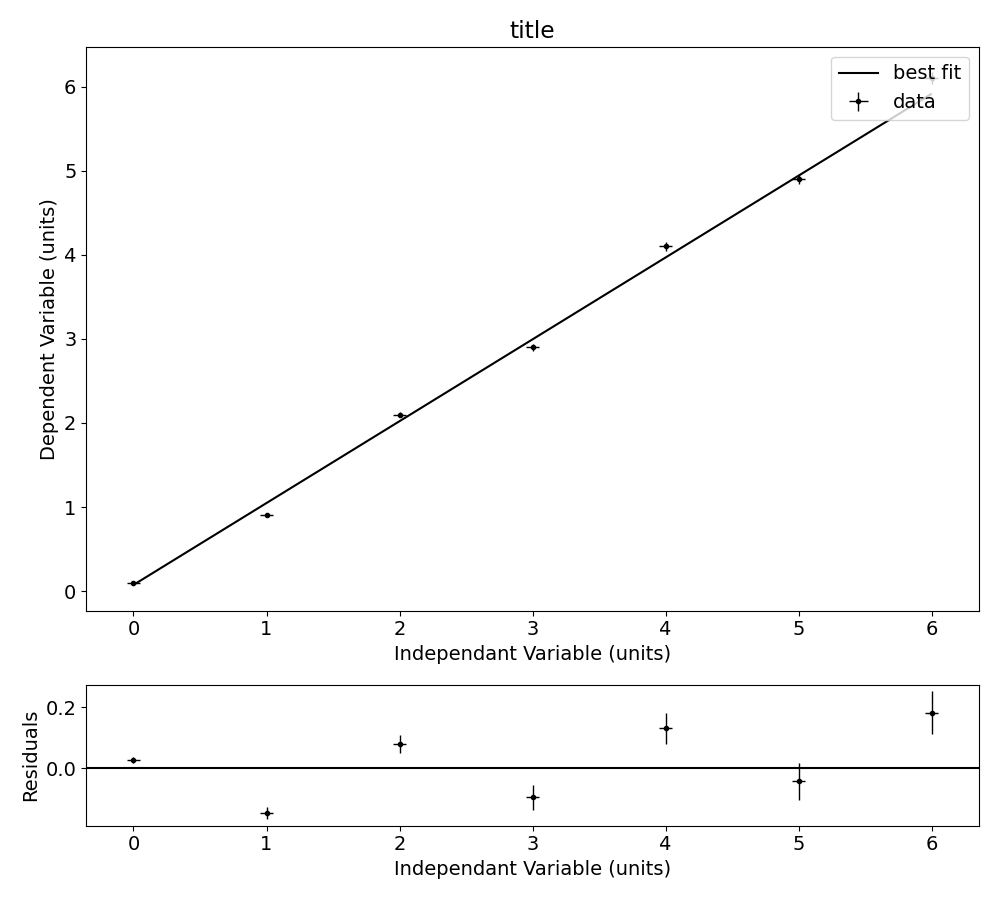 title
best fit
data
6
5
4
3
2
1
0
Dependent Variable (units)
0 1 2 3 4 5 6
Independant Variable (units)
0.2
0.0
Residuals
0 1 2 3 4 5 6
Independant Variable (units)